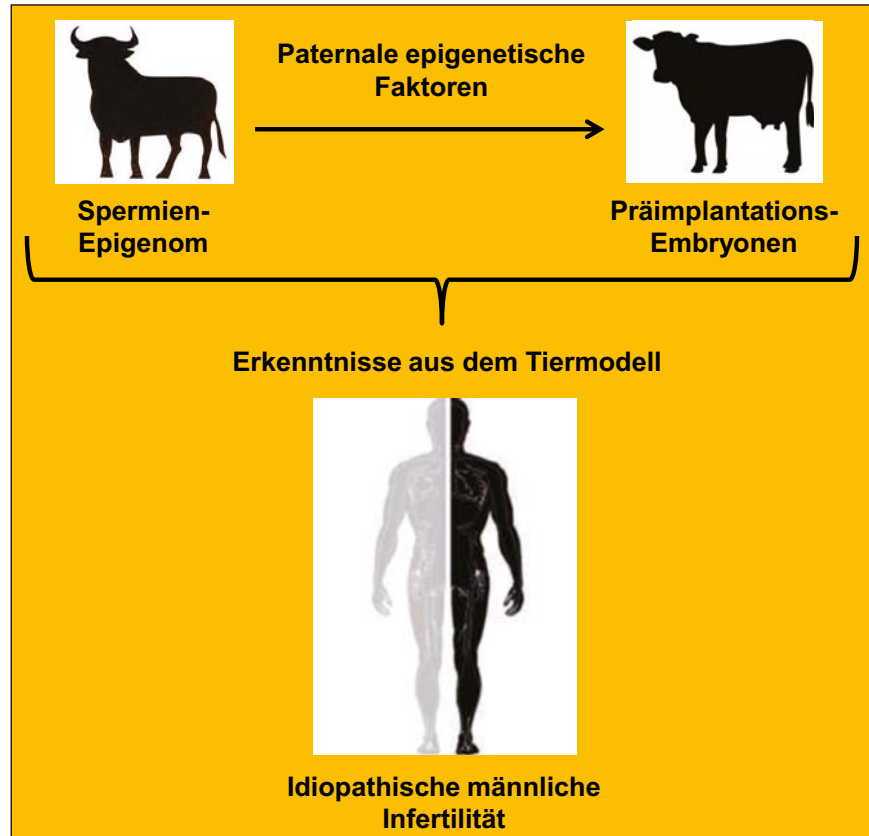 Paternale epigenetische
Faktoren
Spermien-
Epigenom
Präimplantations-
Embryonen
Erkenntnisse aus dem Tiermodell
Idiopathische männliche
Infertilität